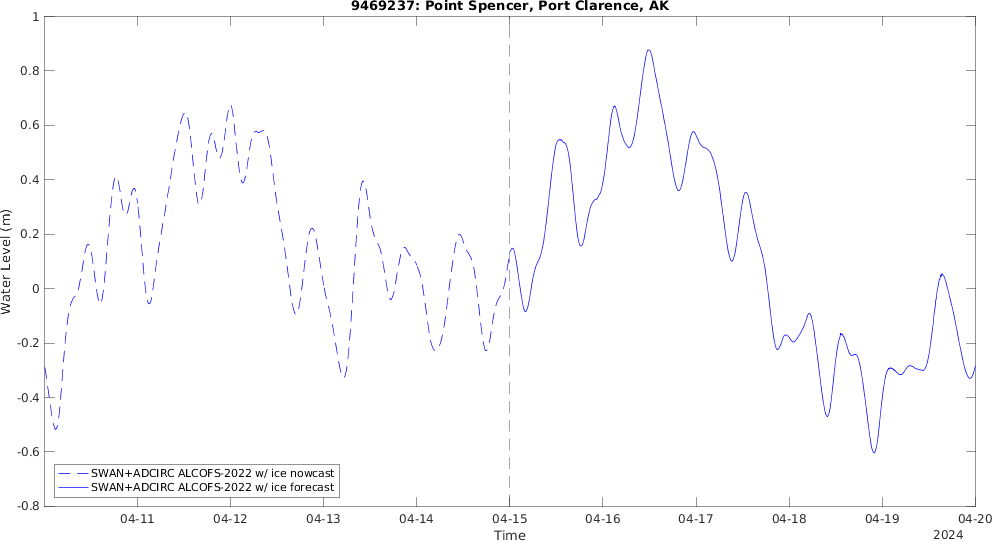 9469237: Point Spencer, Port Clarence, AK
1
0.8
0.6
0.4
0.2
0
-0.2
-0.4
-0.6
-0.8
Water Level (m)
SWAN+ADCIRC ALCOFS-2022 w/ ice nowcast
SWAN+ADCIRC ALCOFS-2022 w/ ice forecast
04-11 04-12 04-13 04-14 04-15 04-16 04-17 04-18 04-19 04-20
Time
2024